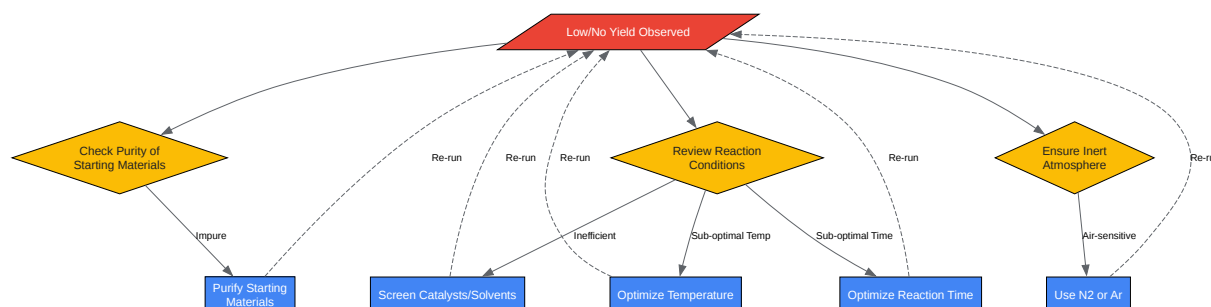 Low/No Yield Observed
Check Purity of
Starting Materials
Review Reaction
Conditions
Ensure Inert
Atmosphere
Re-run
Re-run
Re-run
Re-run
Re-r
Impure
Inefficient
Sub-optimal Temp
Sub-optimal Time
Air-sensitive
Purify Starting
Materials
Screen Catalysts/Solvents
Optimize Temperature
Optimize Reaction Time
Use N2 or Ar